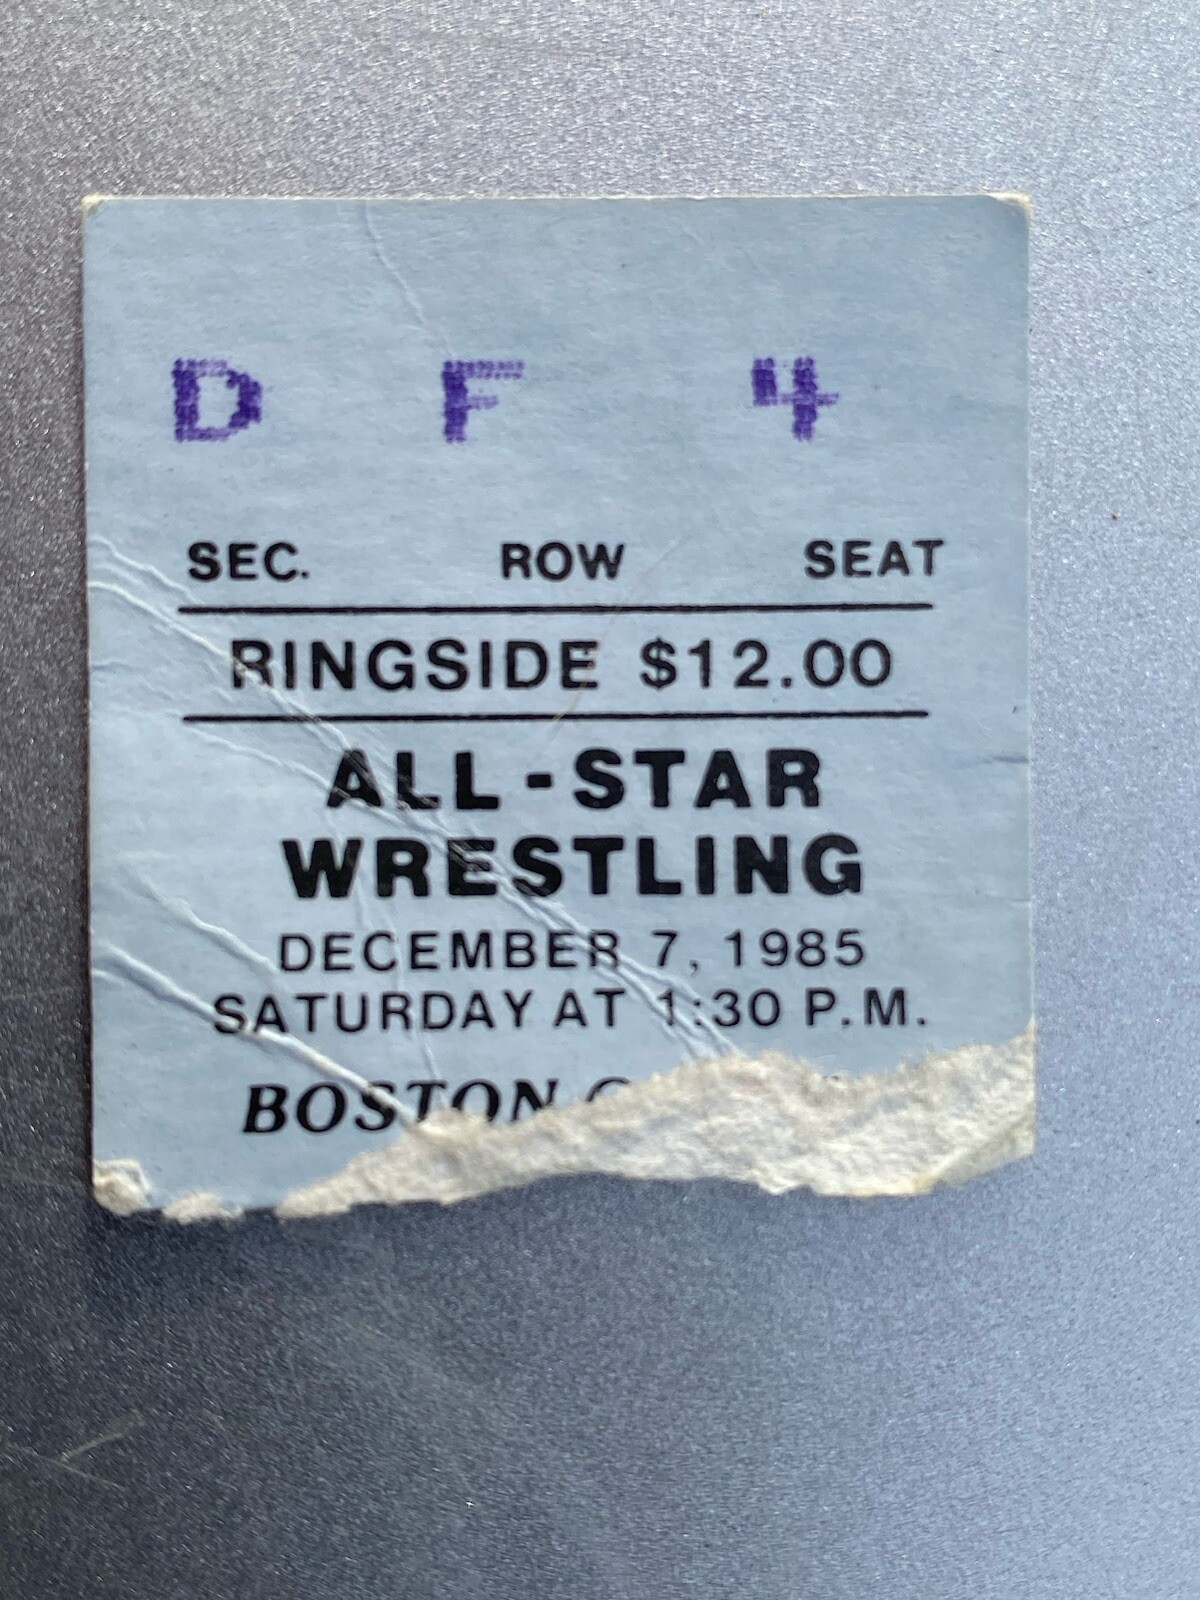 D F 4
SEC. ROW SEAT
RINGSIDE $12.00
ALL-STAR
WRESTLING
DECEMBER 7, 1985
SATURDAY AT 1:30 P.M.
BOSTON